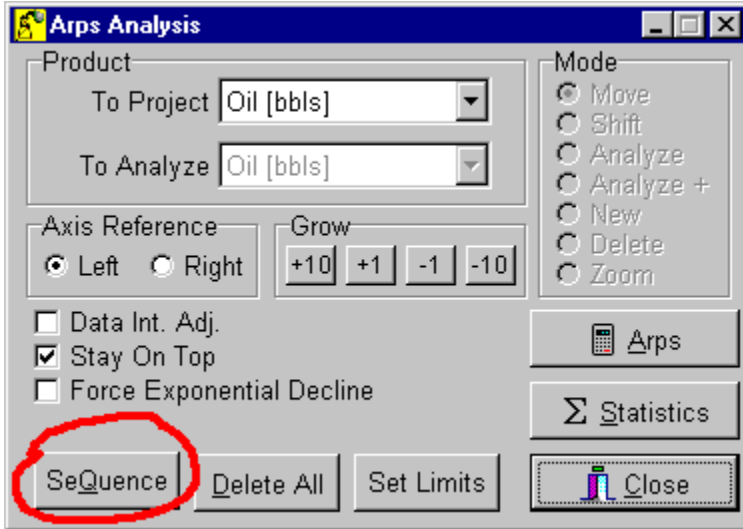 Arps Analysis
Product
To Project Oil [bbls]
To Analyze Oil [bbls]
Mode
Move
Shift
Analyze
Analyze +
New
Delete
Zoom
Axis Reference
Left Right
Grow
+10 +1 -1 -10
Data Int. Adj.
Stay On Top
Force Exponential Decline
Arps
Σ Statistics
SeQuence Delete All Set Limits Close